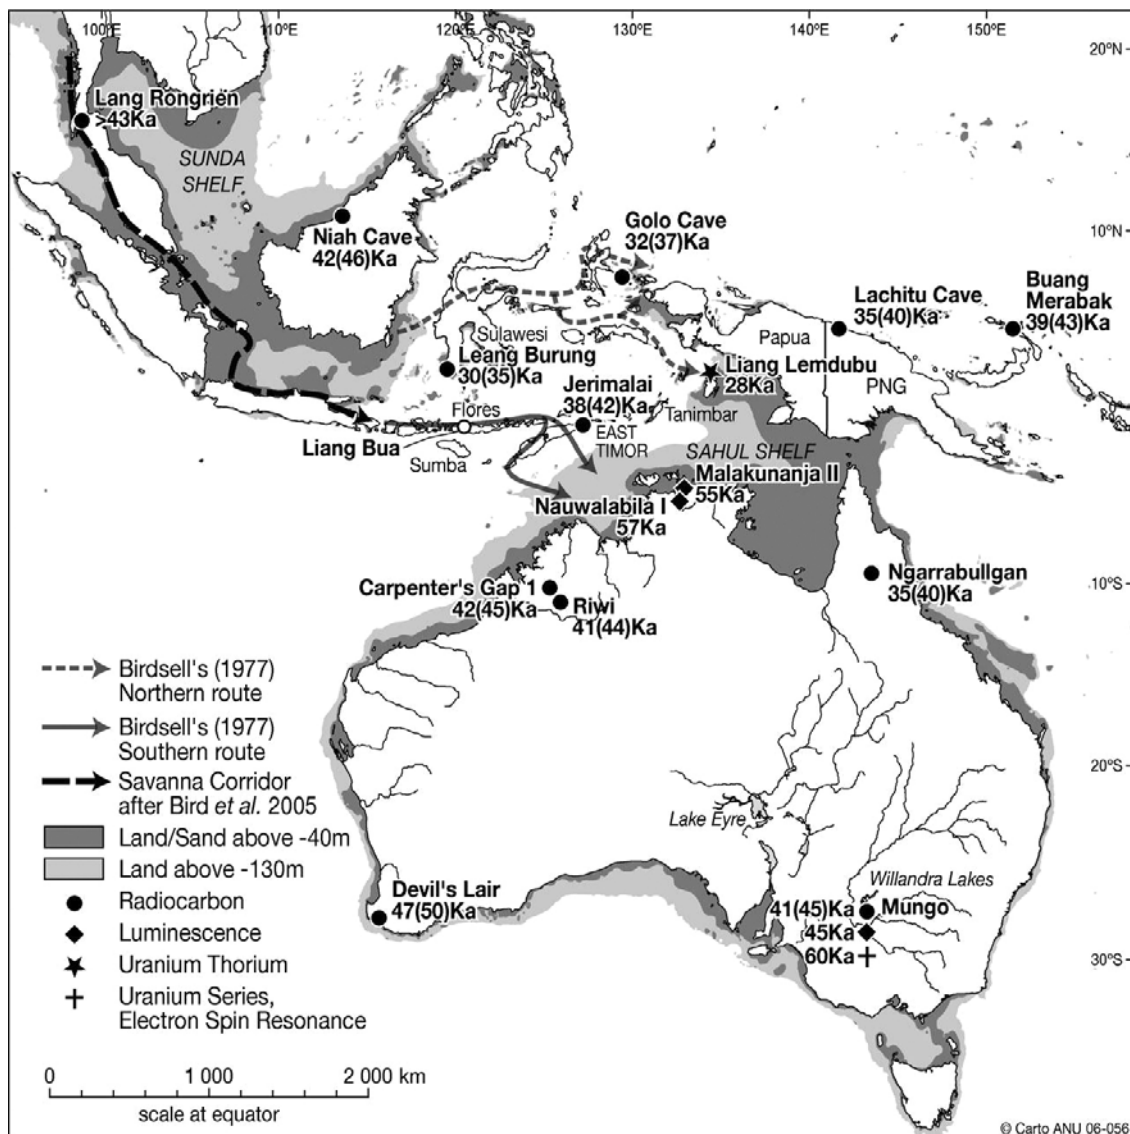 100°E
110°E
120°E
130°E
140°E
150°E
20°N
Lang Rongrien
>43Ka
SUNDA
SHELF
Niah Cave
42(46)Ka
Golo Cave
32(37)Ka
10°N
Lachitu Cave
35(40)Ka
Buang
Merabak
39(43)Ka
Sulawesi
Papua
Leang Burung
30(35)Ka
Liang Lemdubu
28Ka
PNG
Jerimalai
38(42)Ka
Tanimbar
Flores
EAST
TIMOR
Liang Bua
Sumba
SAHUL SHELF
Malakunanja II
55Ka
Nauwalabila I
57Ka
Carpenter's Gap 1
42(45)Ka
Riwi
41(44)Ka
Ngarrabullgan
35(40)Ka
10°S
Birdsell's (1977)
Northern route
Birdsell's (1977)
Southern route
Savanna Corridor
after Bird et al. 2005
Land/Sand above -40m
Land above -130m
Radiocarbon
Luminescence
Uranium Thorium
Uranium Series,
Electron Spin Resonance
20°S
Lake Eyre
Devil's Lair
47(50)Ka
Willandra Lakes
41(45)Ka
Mungo
45Ka
60Ka
30°S
0 1 000 2 000 km
scale at equator
© Carto ANU 06-056